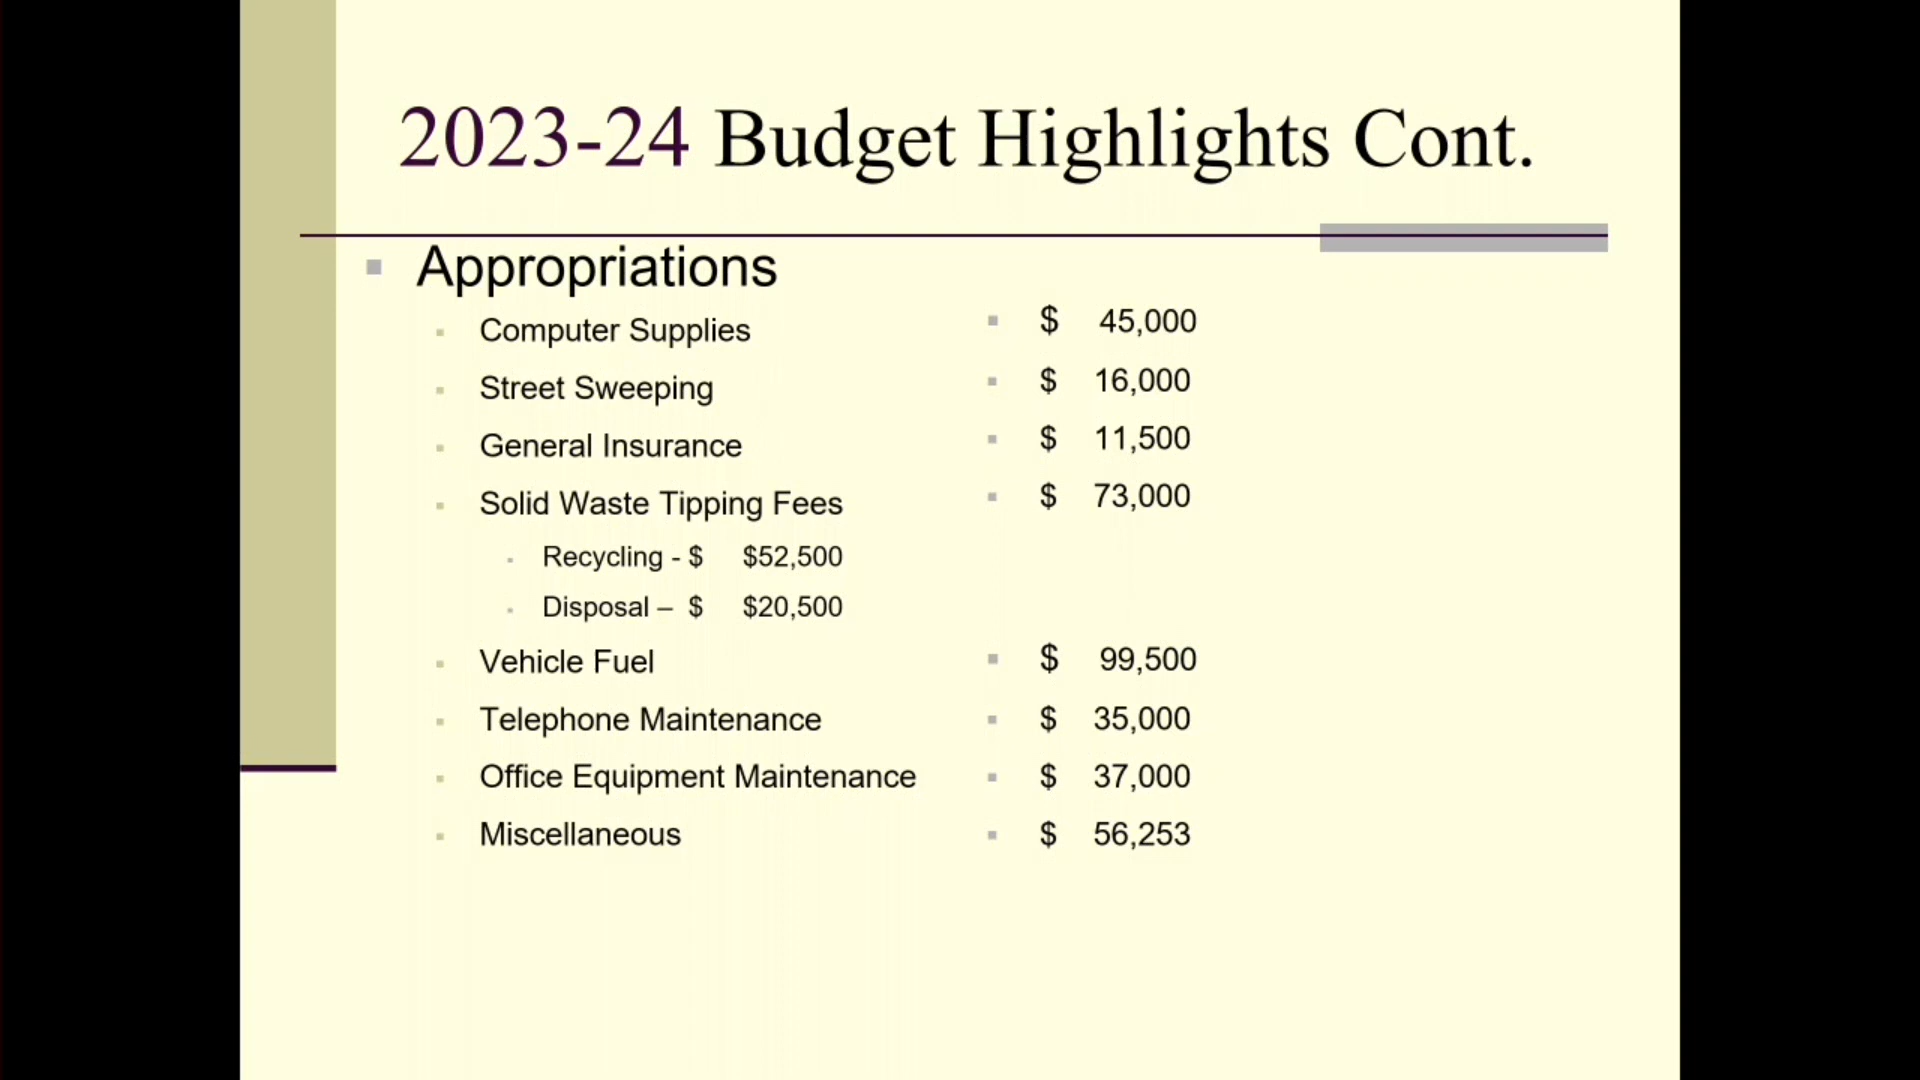 2023-24 Budget Highlights Cont.
Appropriations
Computer Supplies $ 45,000
Street Sweeping $ 16,000
General Insurance $ 11,500
Solid Waste Tipping Fees $ 73,000
Recycling - $ $52,500
Disposal – $ $20,500
Vehicle Fuel $ 99,500
Telephone Maintenance $ 35,000
Office Equipment Maintenance $ 37,000
Miscellaneous $ 56,253